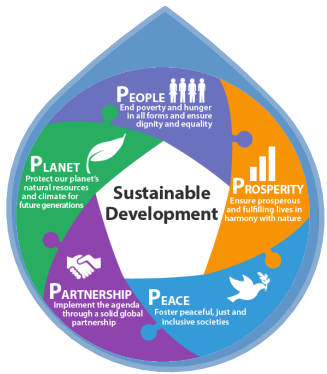 PEOPLE
End poverty and hunger
in all forms and ensure
dignity and equality
PLANET
Protect our planet's
natural resources
and climate for
future generations
PROSPERITY
Ensure prosperous
and fulfilling lives in
harmony with nature
Sustainable
Development
PARTNERSHIP
Implement the agenda
through a solid global
partnership
PEACE
Foster peaceful, just and
inclusive societies